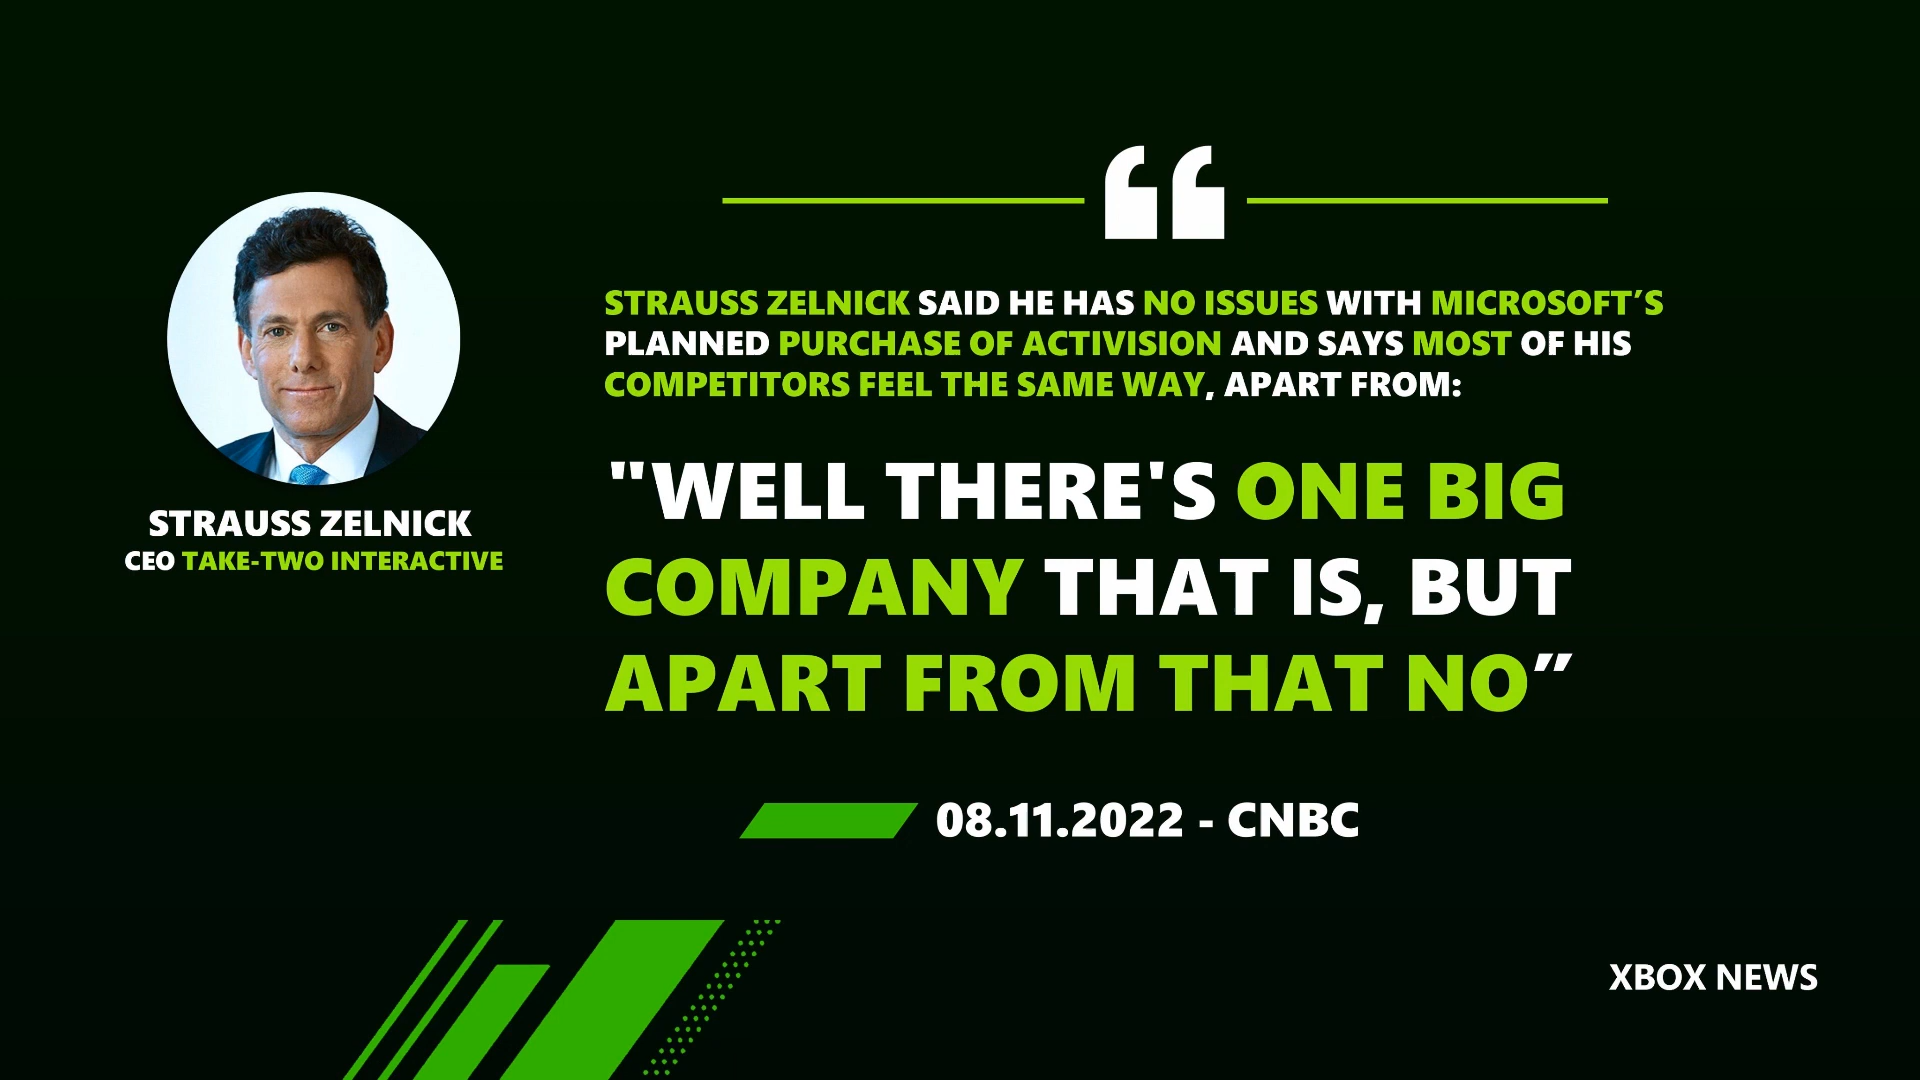 STRAUSS ZELNICK
CEO TAKE-TWO INTERACTIVE
“
STRAUSS ZELNICK SAID HE HAS NO ISSUES WITH MICROSOFT’S
PLANNED PURCHASE OF ACTIVISION AND SAYS MOST OF HIS
COMPETITORS FEEL THE SAME WAY, APART FROM:
"WELL THERE'S ONE BIG
COMPANY THAT IS, BUT
APART FROM THAT NO”
08.11.2022 - CNBC
XBOX NEWS